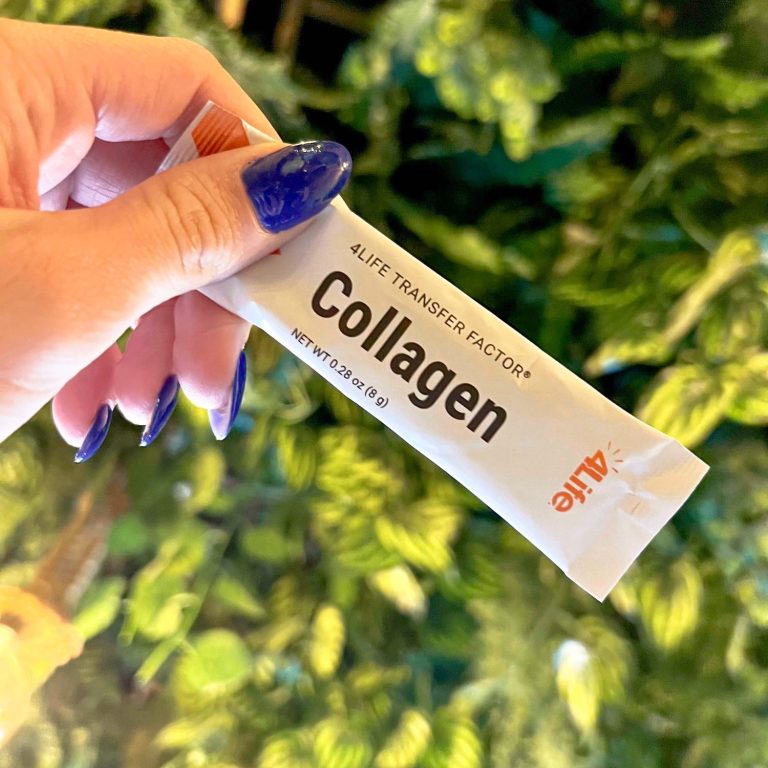 4LIFE TRANSFER FACTOR®
Collagen
NET WT 0.28 oz (8 g)
4Life